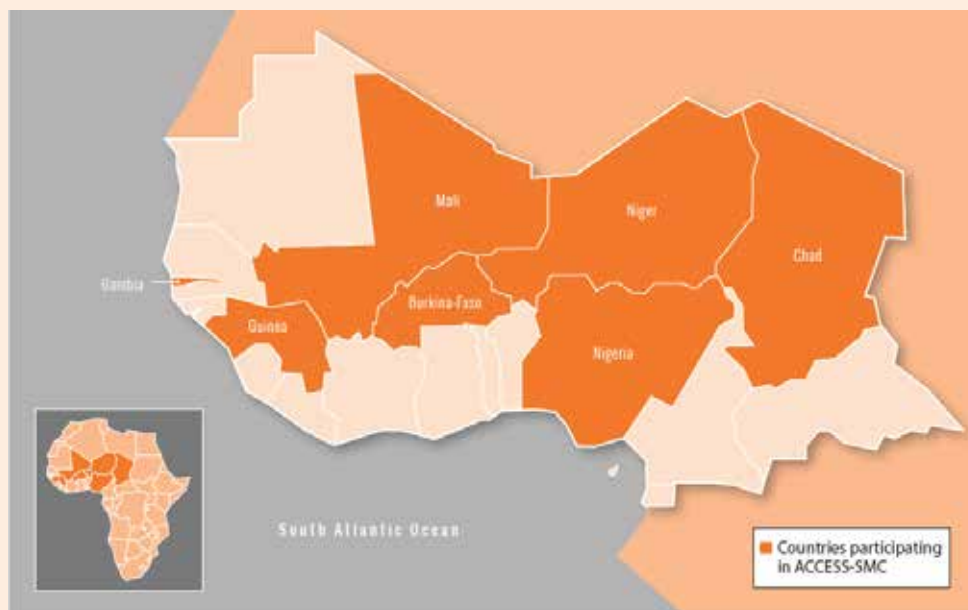 Mali
Niger
Chad
Gambia
Burkina-Faso
Guinea
Nigeria
South Atlantic Ocean
Countries participating
in ACCESS-SMC